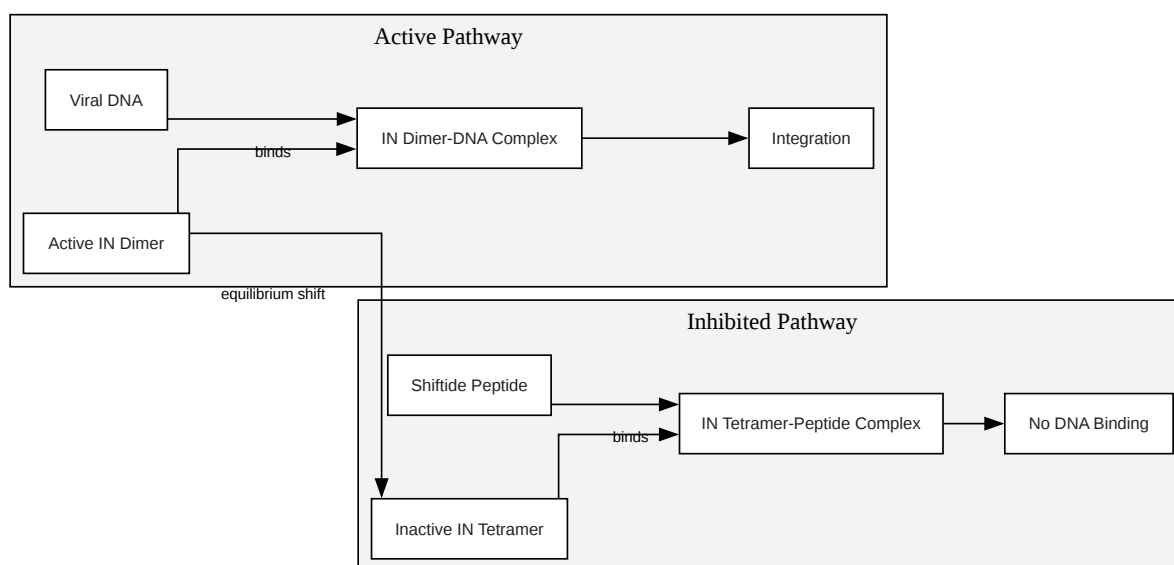 Active Pathway
Viral DNA
IN Dimer-DNA Complex
Integration
binds
Active IN Dimer
equilibrium shift
Inhibited Pathway
Shiftide Peptide
IN Tetramer-Peptide Complex
No DNA Binding
binds
Inactive IN Tetramer